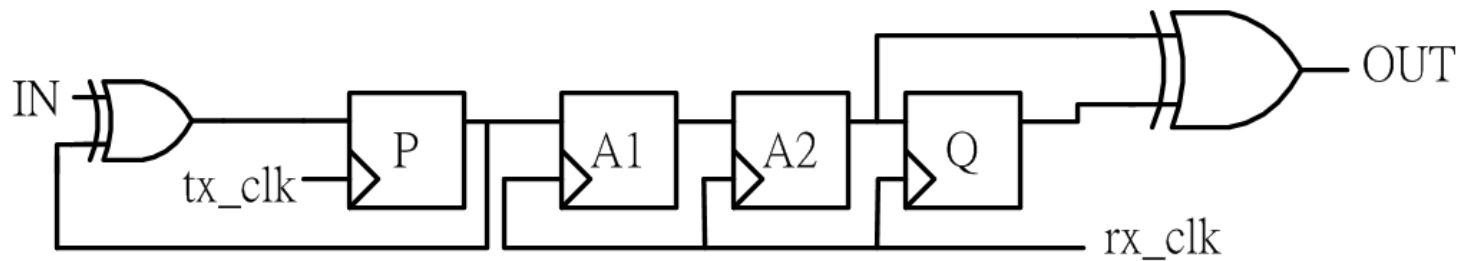 IN
OUT
P
A1
A2
Q
tx_clk
rx_clk